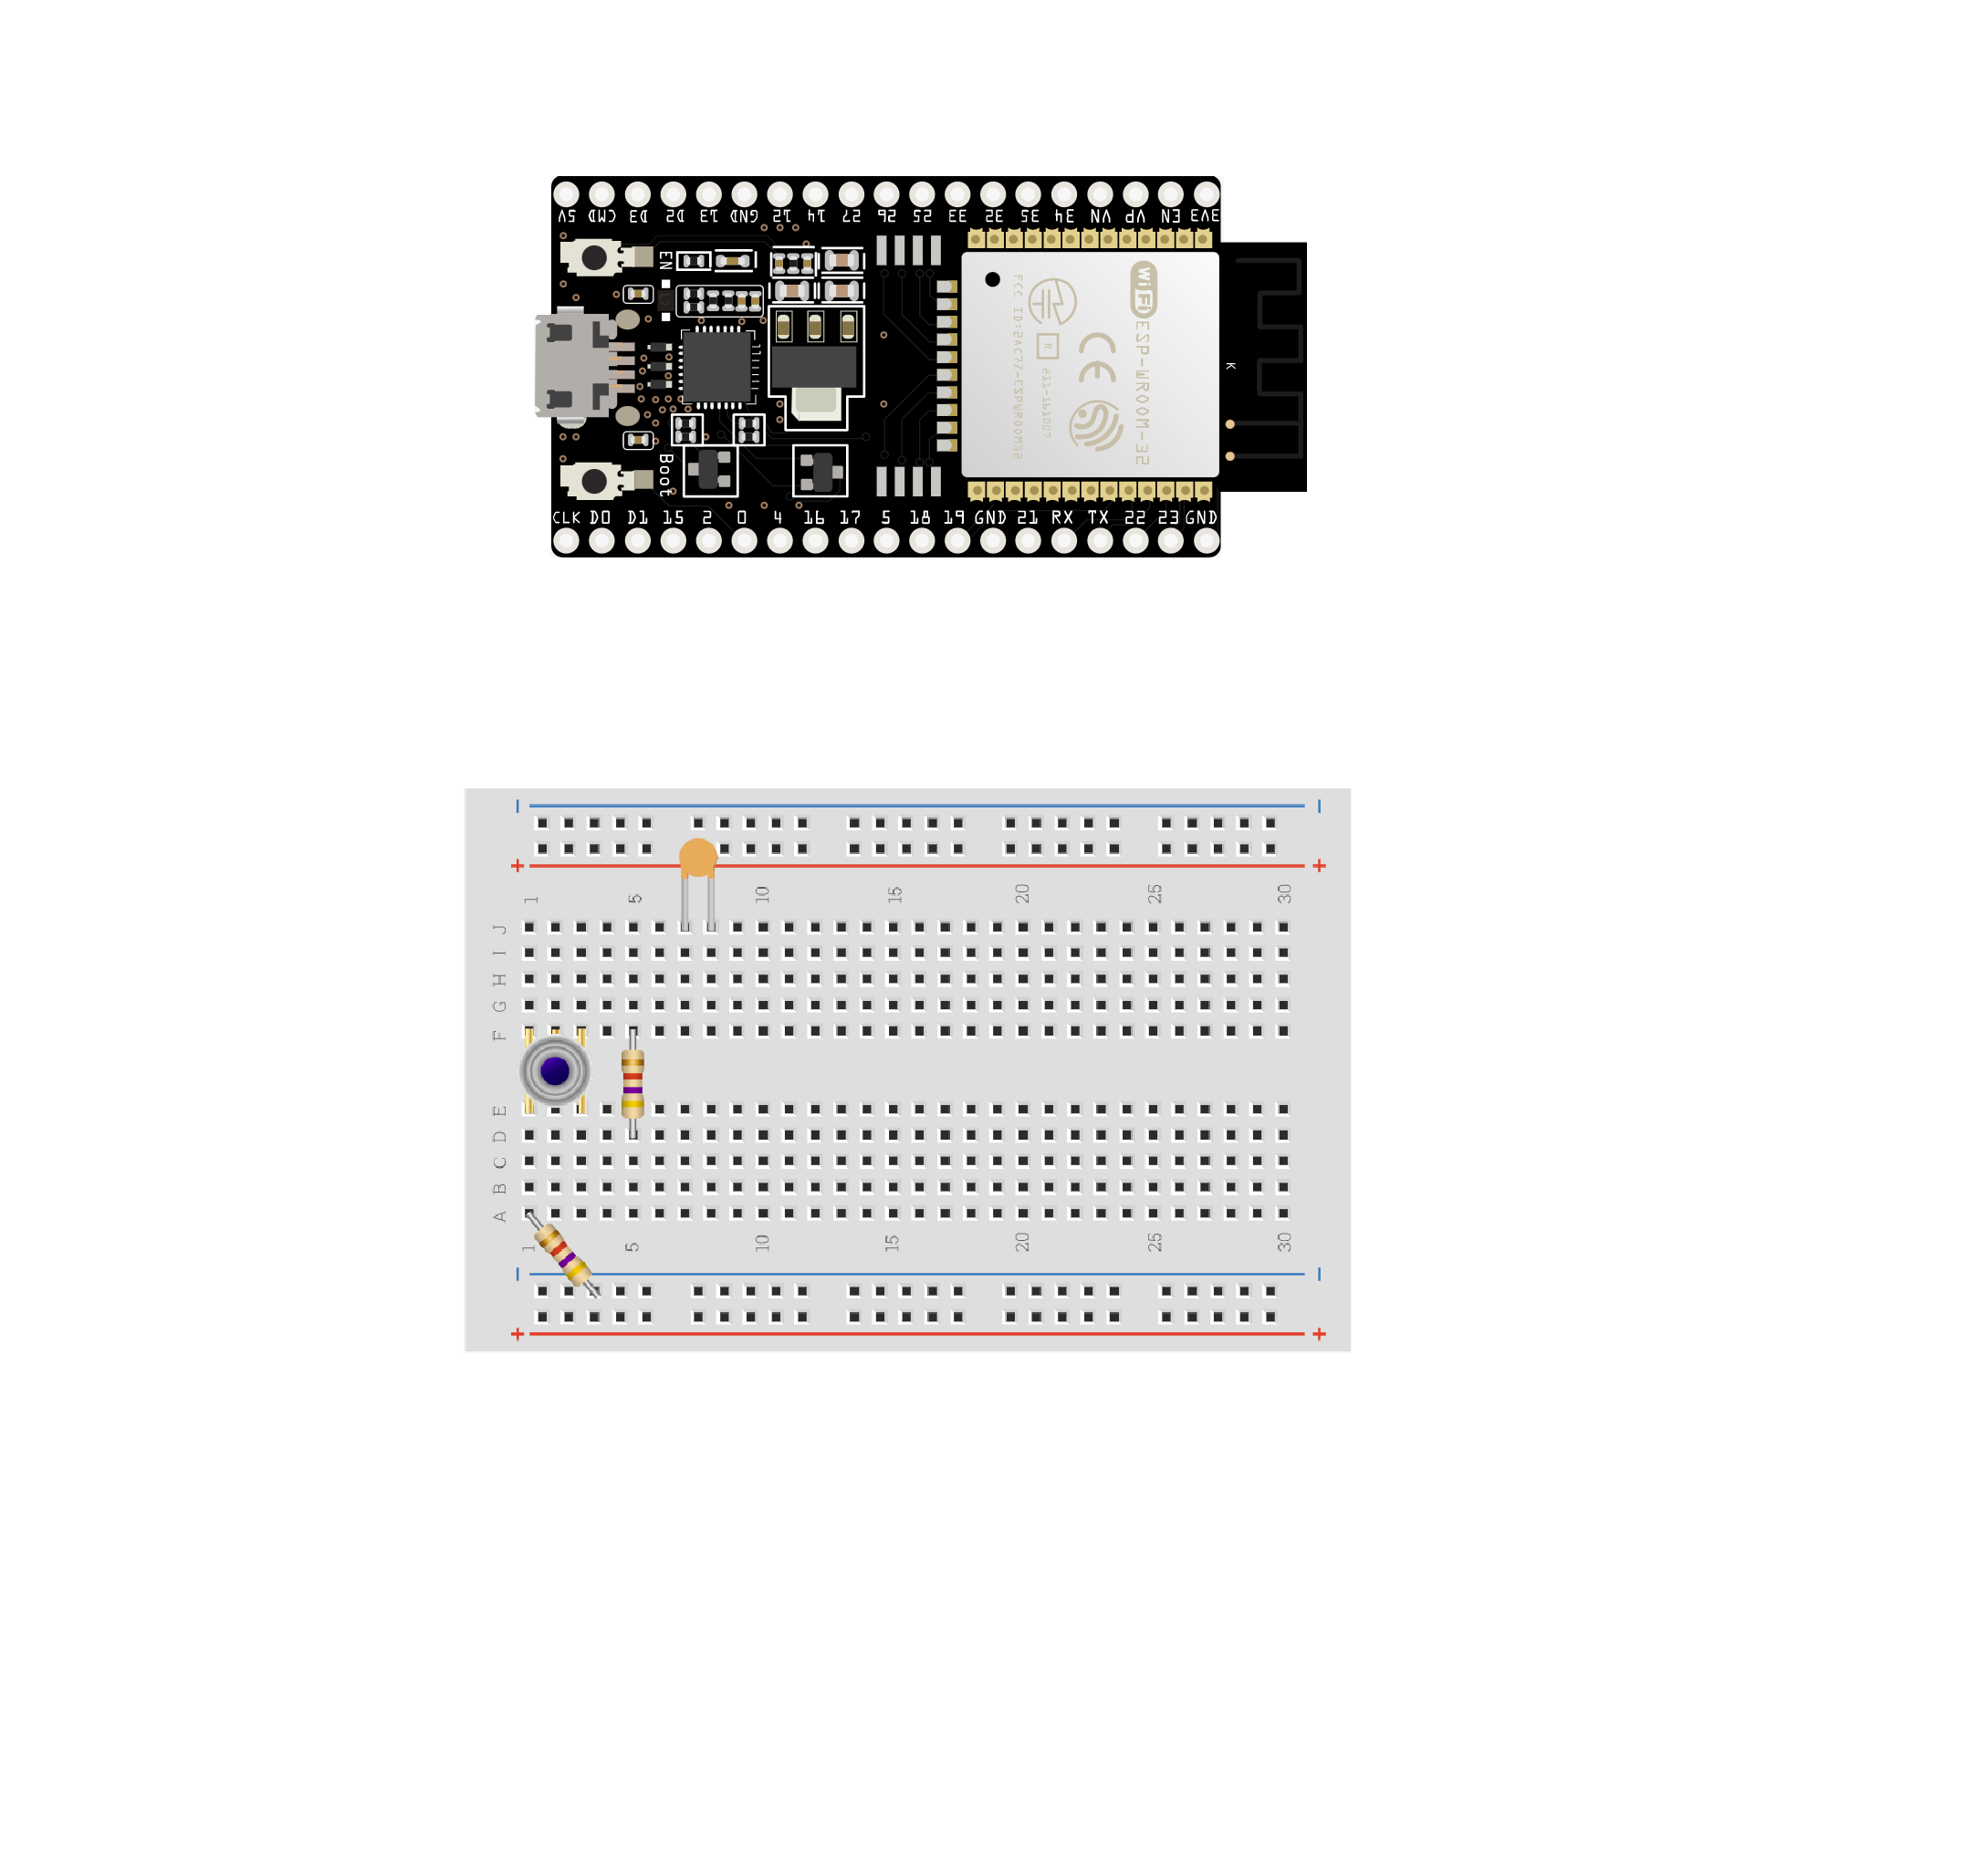 5V CMD D3 D2 13 GND 12 14 27 26 25 33 32 35 34 VN VP EN 3V3
EN
WiFi
ESP-WROOM-32
CE
R
211-161007
FCC ID:2AC7Z-ESPWROOM32
K
Boot
CLK D0 D1 15 2 0 4 16 17 5 18 19 GND 21 RX TX 22 23 GND
+ +
1 5 10 15 20 25 30
J
I
H
G
F
E
D
C
B
A
1 5 10 15 20 25 30
+ +